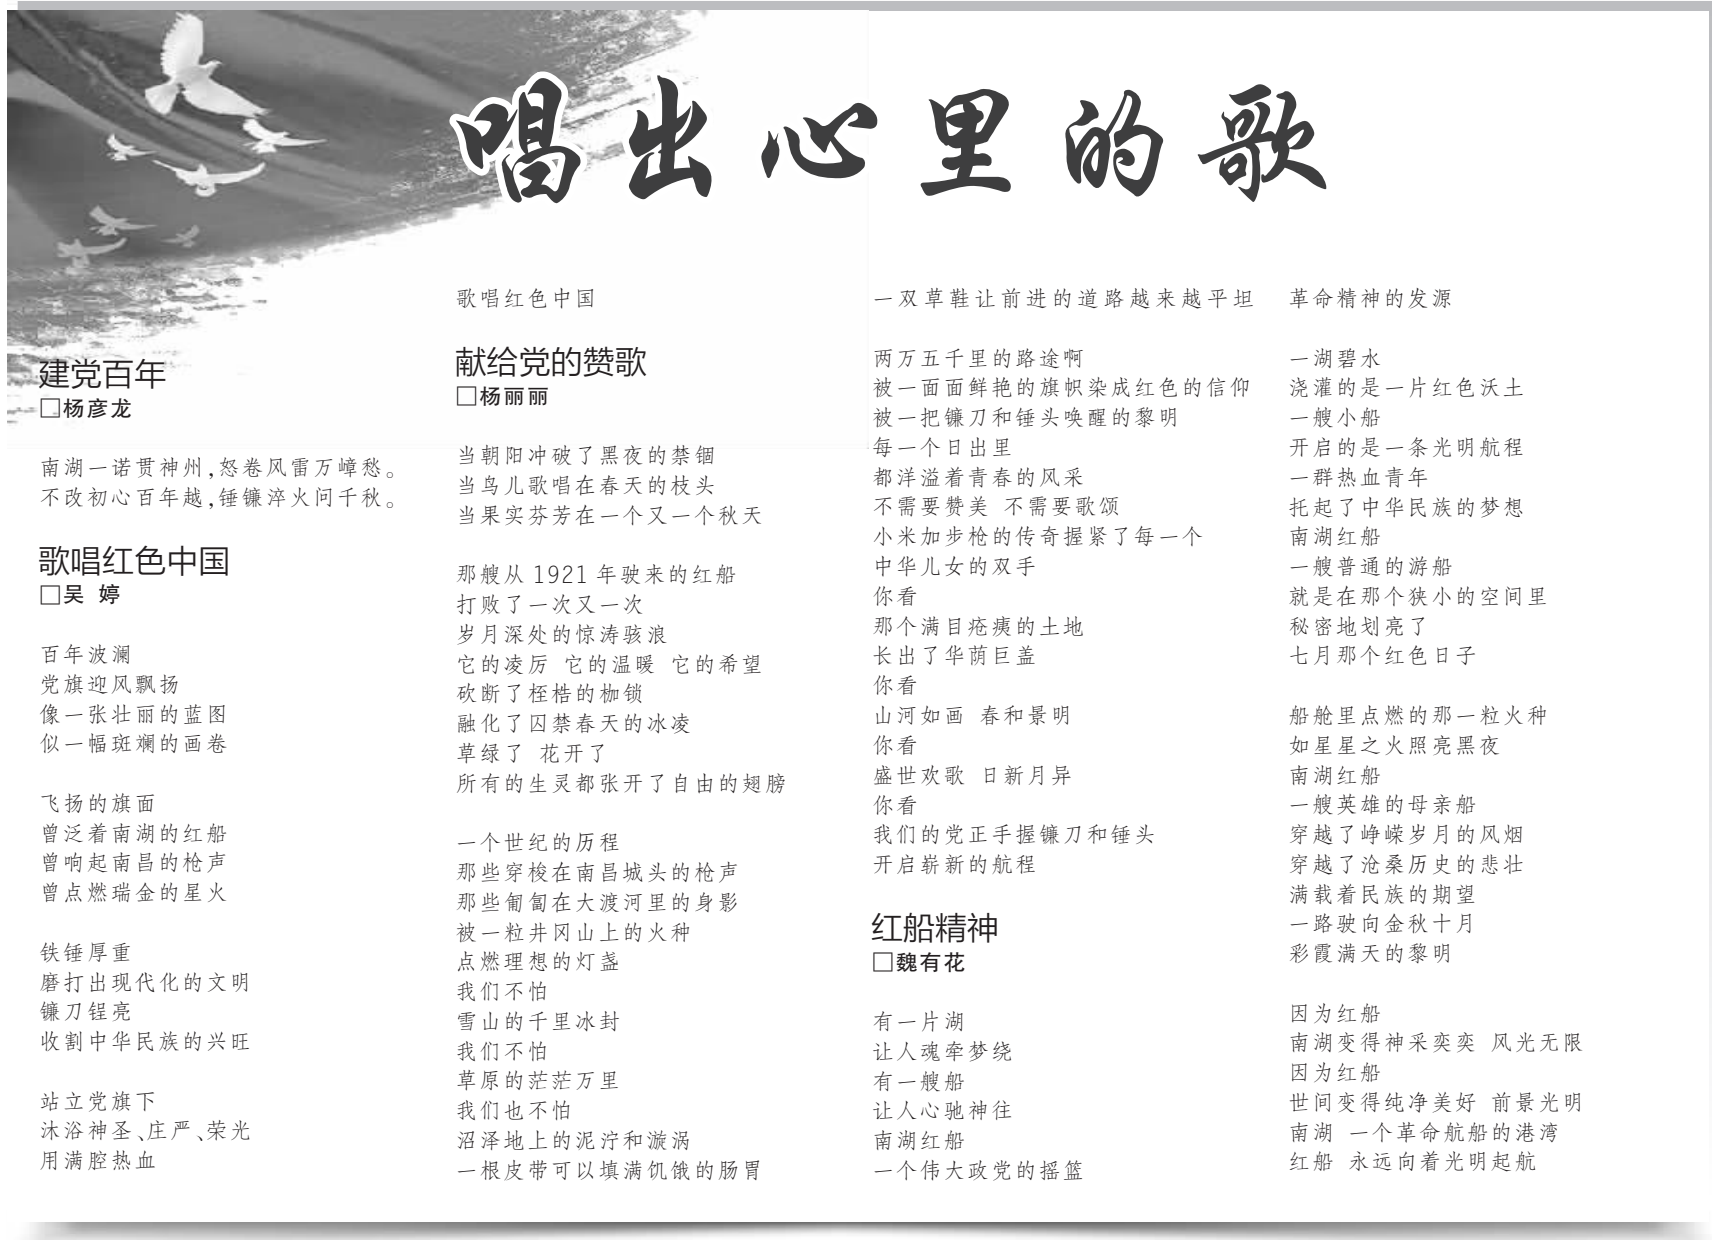 唱出心里的歌
建党百年
□杨彦龙
南湖一诺贯神州,怒卷风雷万嶂愁。
不改初心百年越,锤镰淬火问千秋。
歌唱红色中国
□吴 婷
百年波澜
党旗迎风飘扬
像一张壮丽的蓝图
似一幅斑斓的画卷
飞扬的旗面
曾泛着南湖的红船
曾响起南昌的枪声
曾点燃瑞金的星火
铁锤厚重
磨打出现代化的文明
镰刀锃亮
收割中华民族的兴旺
站立党旗下
沐浴神圣、庄严、荣光
用满腔热血
歌唱红色中国
献给党的赞歌
□杨丽丽
当朝阳冲破了黑夜的禁锢
当鸟儿歌唱在春天的枝头
当果实芬芳在一个又一个秋天
那艘从1921年驶来的红船
打败了一次又一次
岁月深处的惊涛骇浪
它的凌厉 它的温暖 它的希望
砍断了桎梏的枷锁
融化了囚禁春天的冰凌
草绿了 花开了
所有的生灵都张开了自由的翅膀
一个世纪的历程
那些穿梭在南昌城头的枪声
那些匍匐在大渡河里的身影
被一粒井冈山上的火种
点燃理想的灯盏
我们不怕
雪山的千里冰封
我们不怕
草原的茫茫万里
我们也不怕
沼泽地上的泥泞和漩涡
一根皮带可以填满饥饿的肠胃
一双草鞋让前进的道路越来越平坦
两万五千里的路途啊
被一面面鲜艳的旗帜染成红色的信仰
被一把镰刀和锤头唤醒的黎明
每一个日出里
都洋溢着青春的风采
不需要赞美 不需要歌颂
小米加步枪的传奇握紧了每一个
中华儿女的双手
你看
那个满目疮痍的土地
长出了华荫巨盖
你看
山河如画 春和景明
你看
盛世欢歌 日新月异
你看
我们的党正手握镰刀和锤头
开启崭新的航程
红船精神
□魏有花
有一片湖
让人魂牵梦绕
有一艘船
让人心驰神往
南湖红船
一个伟大政党的摇篮
革命精神的发源
一湖碧水
浇灌的是一片红色沃土
一艘小船
开启的是一条光明航程
一群热血青年
托起了中华民族的梦想
南湖红船
一艘普通的游船
就是在那个狭小的空间里
秘密地划亮了
七月那个红色日子
船舱里点燃的那一粒火种
如星星之火照亮黑夜
南湖红船
一艘英雄的母亲船
穿越了峥嵘岁月的风烟
穿越了沧桑历史的悲壮
满载着民族的期望
一路驶向金秋十月
彩霞满天的黎明
因为红船
南湖变得神采奕奕 风光无限
因为红船
世间变得纯净美好 前景光明
南湖 一个革命航船的港湾
红船 永远向着光明起航